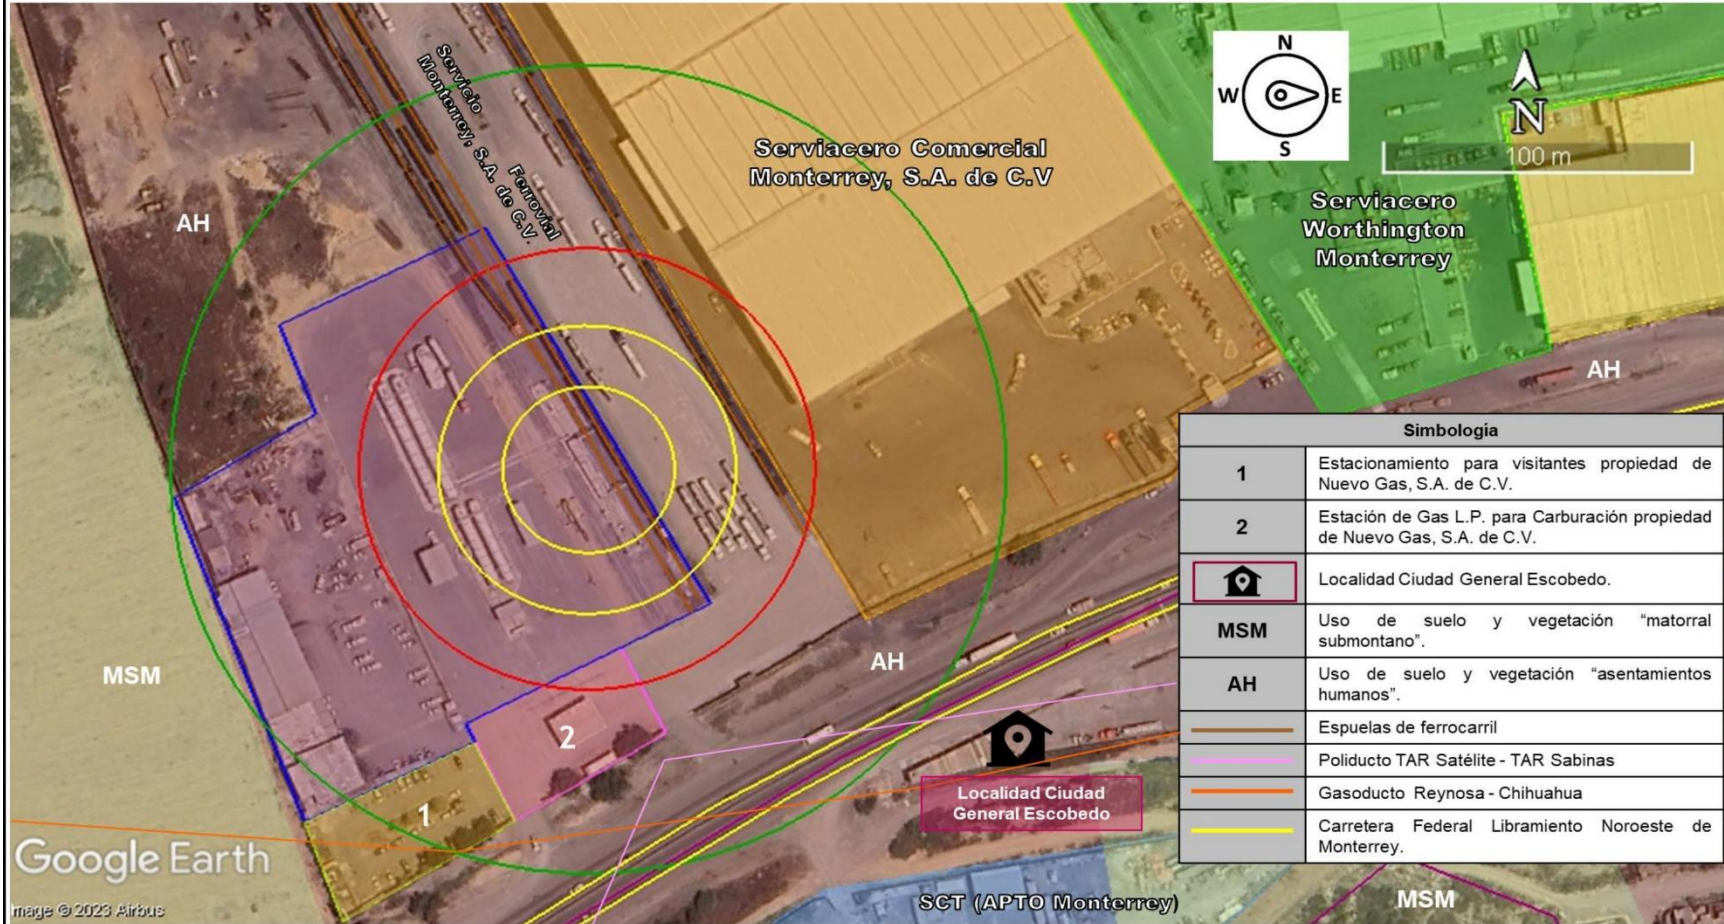 Servicio
Ferrovial
Monterrey, S.A. de C.V.
Serviacero Comercial
Monterrey, S.A. de C.V
N
W
E
S
N
100 m
Serviacero
Worthington
Monterrey
AH
AH
AH
MSM
MSM
1
2
Localidad Ciudad
General Escobedo
SCT (APTO Monterrey)
Google Earth
Image © 2023 Airbus
Simbología
1
Estacionamiento para visitantes propiedad de
Nuevo Gas, S.A. de C.V.
2
Estación de Gas L.P. para Carburación propiedad
de Nuevo Gas, S.A. de C.V.
Localidad Ciudad General Escobedo.
MSM
Uso de suelo y vegetación “matorral
submontano”.
AH
Uso de suelo y vegetación “asentamientos
humanos”.
Espuelas de ferrocarril
Poliducto TAR Satélite - TAR Sabinas
Gasoducto Reynosa - Chihuahua
Carretera Federal Libramiento Noroeste de
Monterrey.